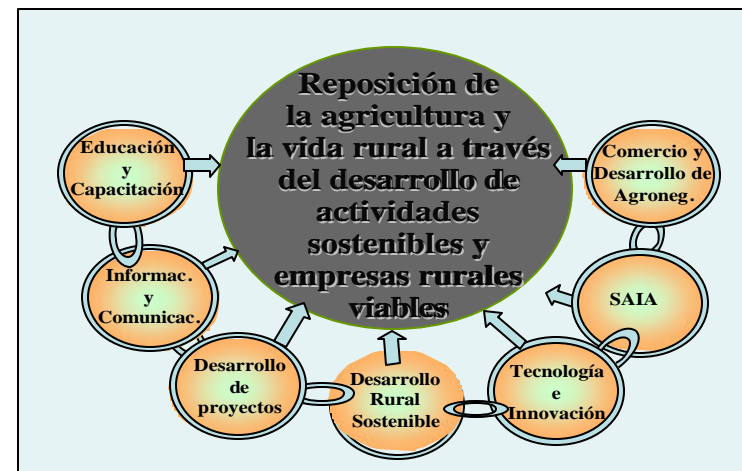 Reposición de
la agricultura y
la vida rural a través
del desarrollo de
actividades
sostenibles y
empresas rurales
viables
Educación
y
Capacitación
Informac.
y
Comunicac.
Desarrollo
de
proyectos
Desarrollo
Rural
Sostenible
Tecnología
e
Innovación
SAIA
Comercio y
Desarrollo de
Agroneg.